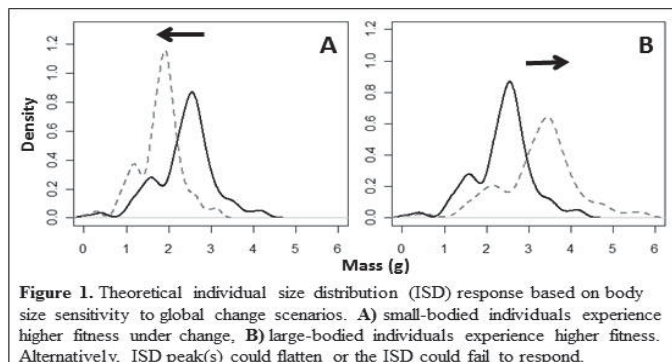 A
B
Density
1.2
1.0
0.8
0.6
0.4
0.2
0.0
0 1 2 3 4 5 6
1.2
1.0
0.8
0.6
0.4
0.2
0.0
0 1 2 3 4 5 6
Mass (g)
Figure 1. Theoretical individual size distribution (ISD) response based on body
size sensitivity to global change scenarios. A) small-bodied individuals experience
higher fitness under change, B) large-bodied individuals experience higher fitness.
Alternatively, ISD peak(s) could flatten or the ISD could fail to respond.